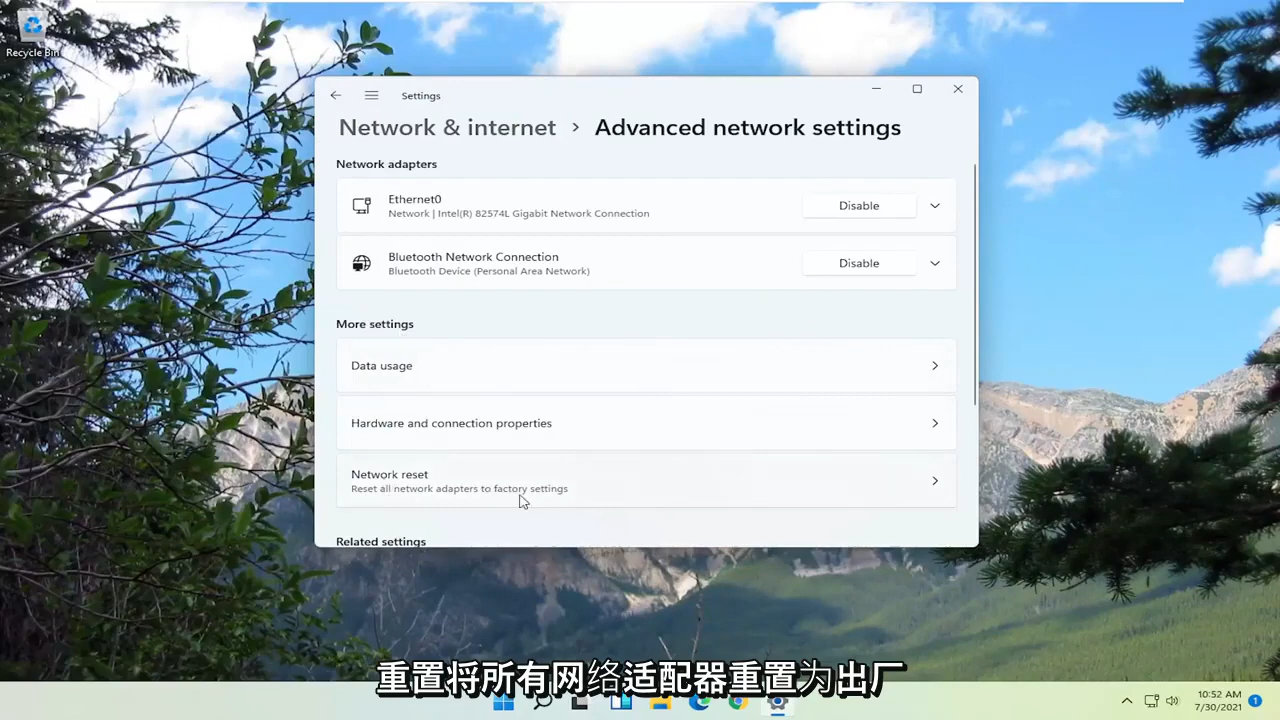 Recycle Bin
Settings
Network & internet > Advanced network settings
Network adapters
Ethernet0
Network | Intel(R) 82574L Gigabit Network Connection
Disable
Bluetooth Network Connection
Bluetooth Device (Personal Area Network)
Disable
More settings
Data usage
Hardware and connection properties
Network reset
Reset all network adapters to factory settings
Related settings
重置将所有网络适配器重置为出厂
10:52 AM
7/30/2021
1